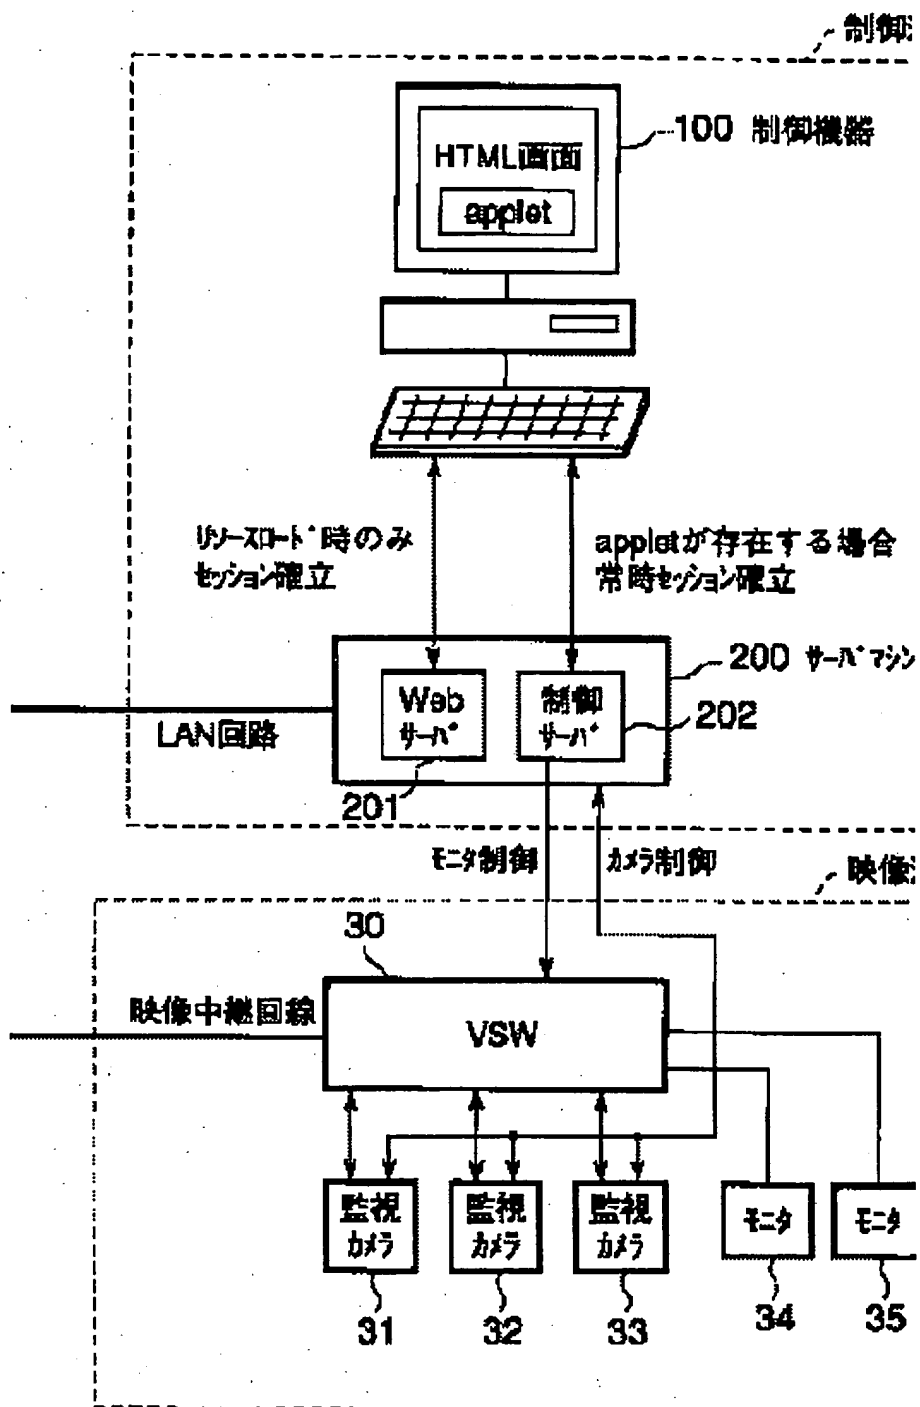 制御
100 制御機器
HTML画面
applet
ﾘｿｰｽﾛｰﾄﾞ時のみ
ｾｯｼｮﾝ確立
appletが存在する場合
常時ｾｯｼｮﾝ確立
200 ｻｰﾊﾞﾏｼﾝ
Web
ｻｰﾊﾞ
制御
ｻｰﾊﾞ
202
LAN回路
201
ﾓﾆﾀ制御
ｶﾒﾗ制御
映像
30
映像中継回線
VSW
監視
ｶﾒﾗ
監視
ｶﾒﾗ
監視
ｶﾒﾗ
ﾓﾆﾀ
ﾓﾆﾀ
31
32
33
34
35